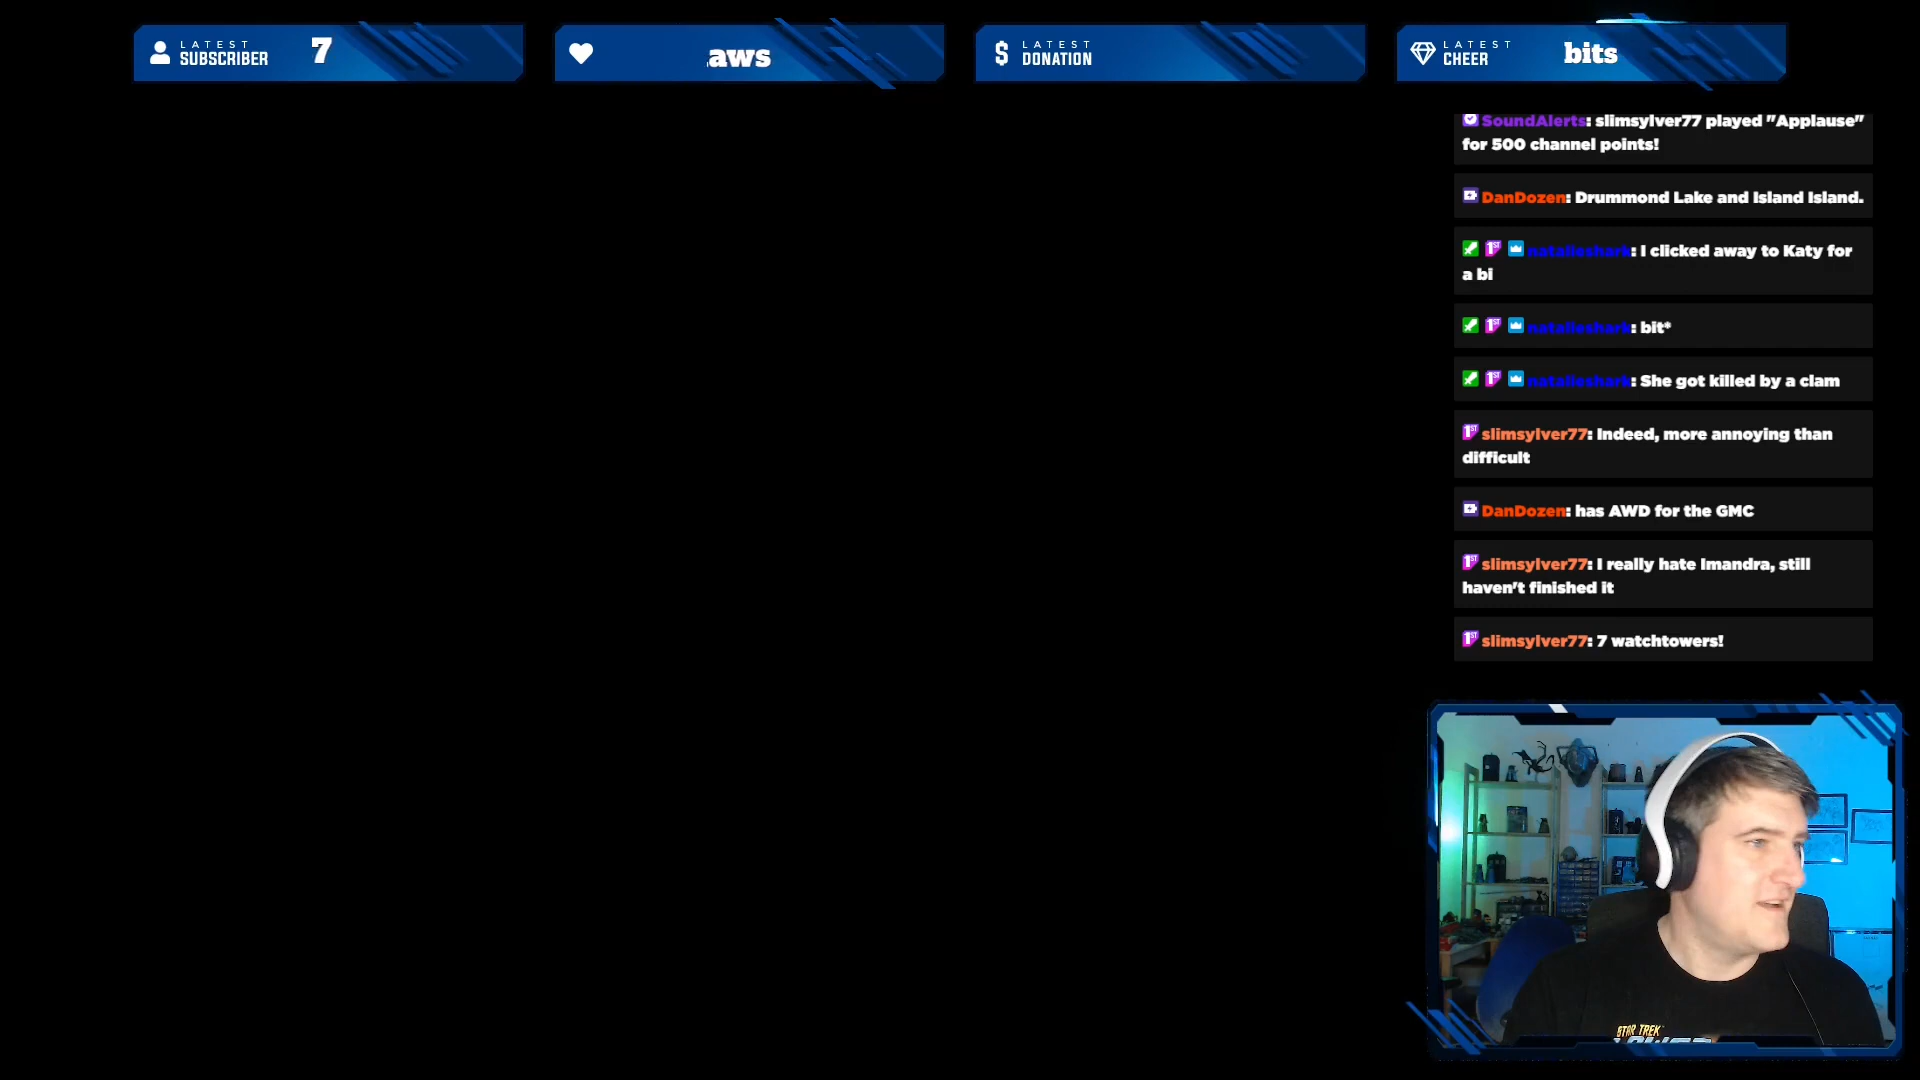 LATEST
SUBSCRIBER
7
aws
LATEST
DONATION
LATEST
CHEER
bits
SoundAlerts: slimsylver77 played "Applause"
for 500 channel points!
DanDozen: Drummond Lake and Island Island.
natalieshark: I clicked away to Katy for
a bi
natalieshark: bit*
natalieshark: She got killed by a clam
slimsylver77: Indeed, more annoying than
difficult
DanDozen: has AWD for the GMC
slimsylver77: I really hate Imandra, still
haven't finished it
slimsylver77: 7 watchtowers!
STAR TREK